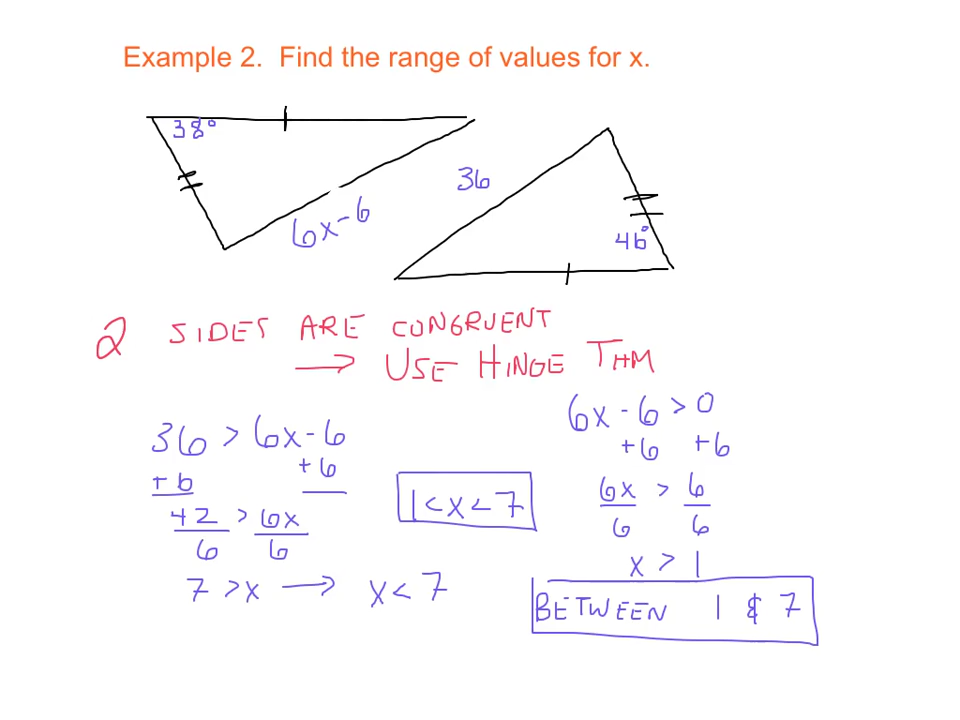 Example 2.  Find the range of values for x.
38°
6x-6
36
46°
2 SIDES ARE CONGRUENT
→ USE HINGE THM
36 > 6x-6
+6 +6
42 > 6x
6 6
7 > x → x < 7
1 < x < 7
6x - 6 > 0
+6 +6
6x > 6
6 6
x > 1
BETWEEN 1 & 7